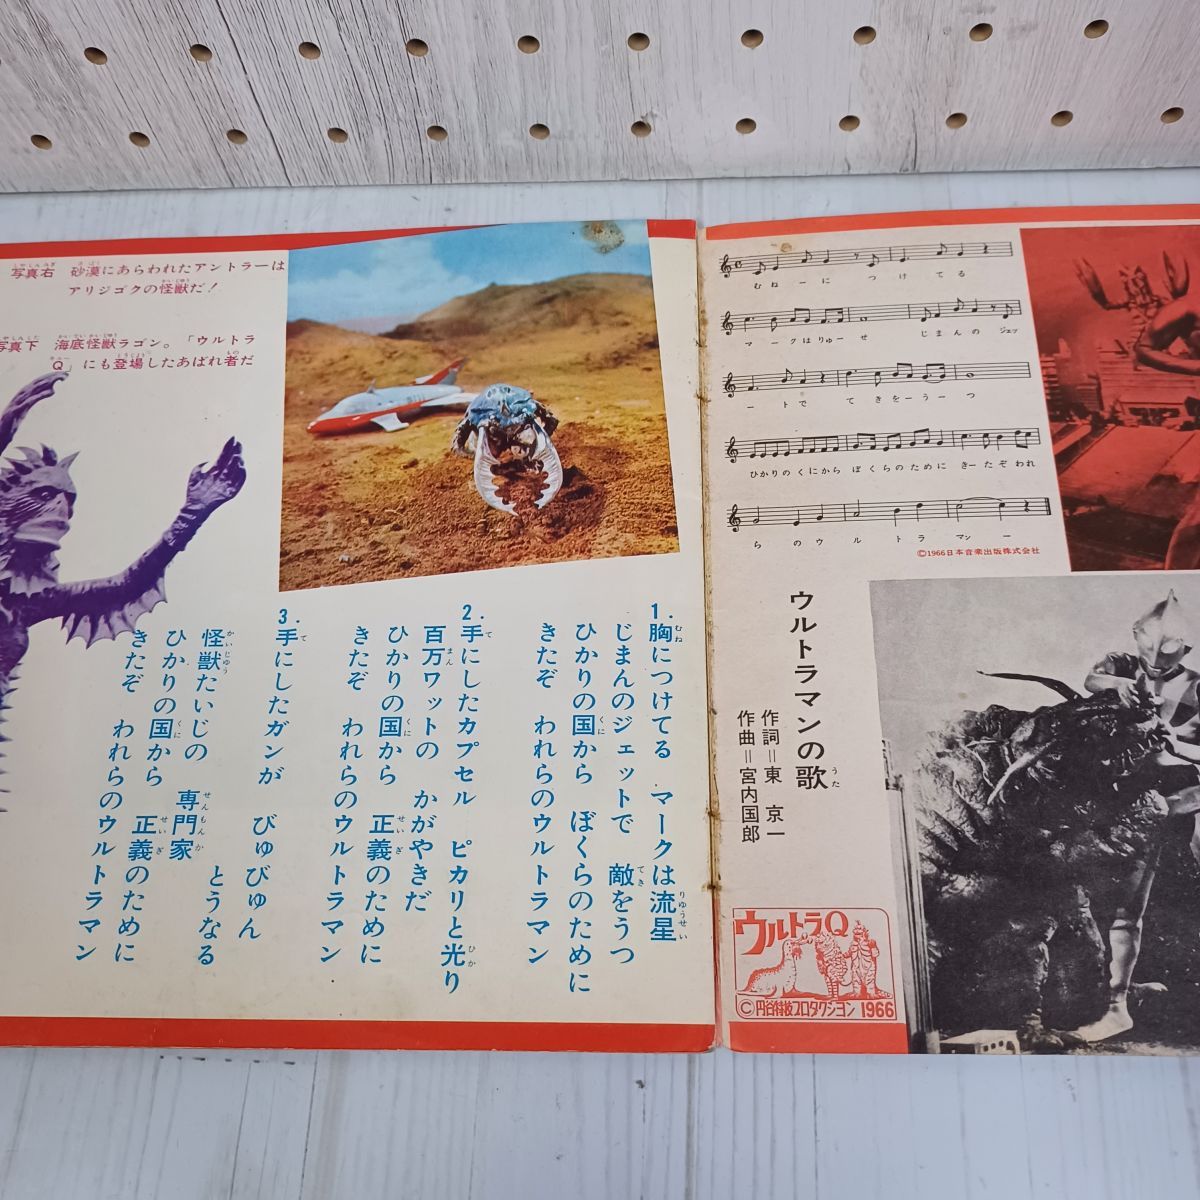 写真右　砂漠にあらわれたアントラーは
アリジゴクの怪獣だ！
写真下　海底怪獣ラゴン。「ウルトラ
Q」にも登場したあばれ者だ
1.胸につけてる　マークは流星
じまんのジェットで　敵をうつ
ひかりの国から　ぼくらのために
きたぞ　われらのウルトラマン
2.手にしたカプセル　ピカリと光り
百万ワットの　かがやきだ
ひかりの国から　正義のために
きたぞ　われらのウルトラマン
3.手にしたガンが　びゅびゅん
とうなる
怪獣たいじの　専門家
ひかりの国から　正義のために
きたぞ　われらのウルトラマン
むねーに　つけてる
マークはりゅーせ　じまんの　ジェッ
ートで　てきをーうーつ
ひかりのくにから　ぼくらのために　きーたぞわれ
らのウルトラマンー
©1966日本音楽出版株式会社
ウルトラマンの歌
作詞＝東　京一
作曲＝宮内国郎
ウルトラQ
©円谷特技プロダクション 1966